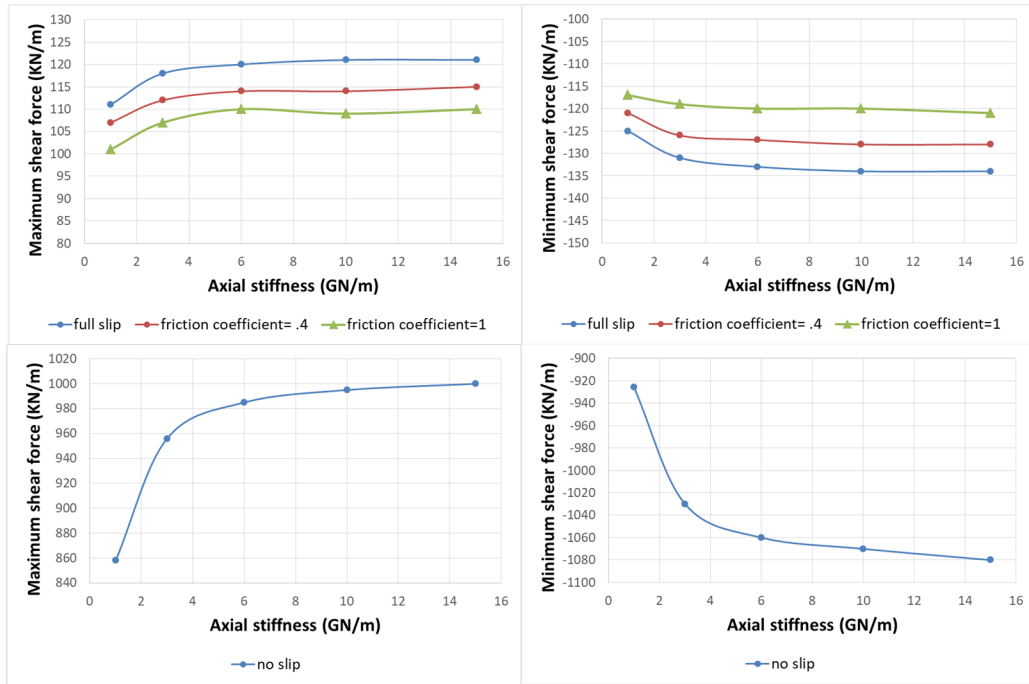 Maximum shear force (KN/m)
130
125
120
115
110
105
100
95
90
85
80
0 2 4 6 8 10 12 14 16
Axial stiffness (GN/m)
full slip friction coefficient= .4 friction coefficient=1
Minimum shear force (KN/m)
-100
-105
-110
-115
-120
-125
-130
-135
-140
-145
-150
0 2 4 6 8 10 12 14 16
Axial stiffness (GN/m)
full slip friction coefficient= .4 friction coefficient=1
Maximum shear force (KN/m)
1020
1000
980
960
940
920
900
880
860
840
0 2 4 6 8 10 12 14 16
Axial stiffness (GN/m)
no slip
Minimum shear force (KN/m)
-900
-920
-940
-960
-980
-1000
-1020
-1040
-1060
-1080
-1100
0 2 4 6 8 10 12 14 16
Axial stiffness (GN/m)
no slip